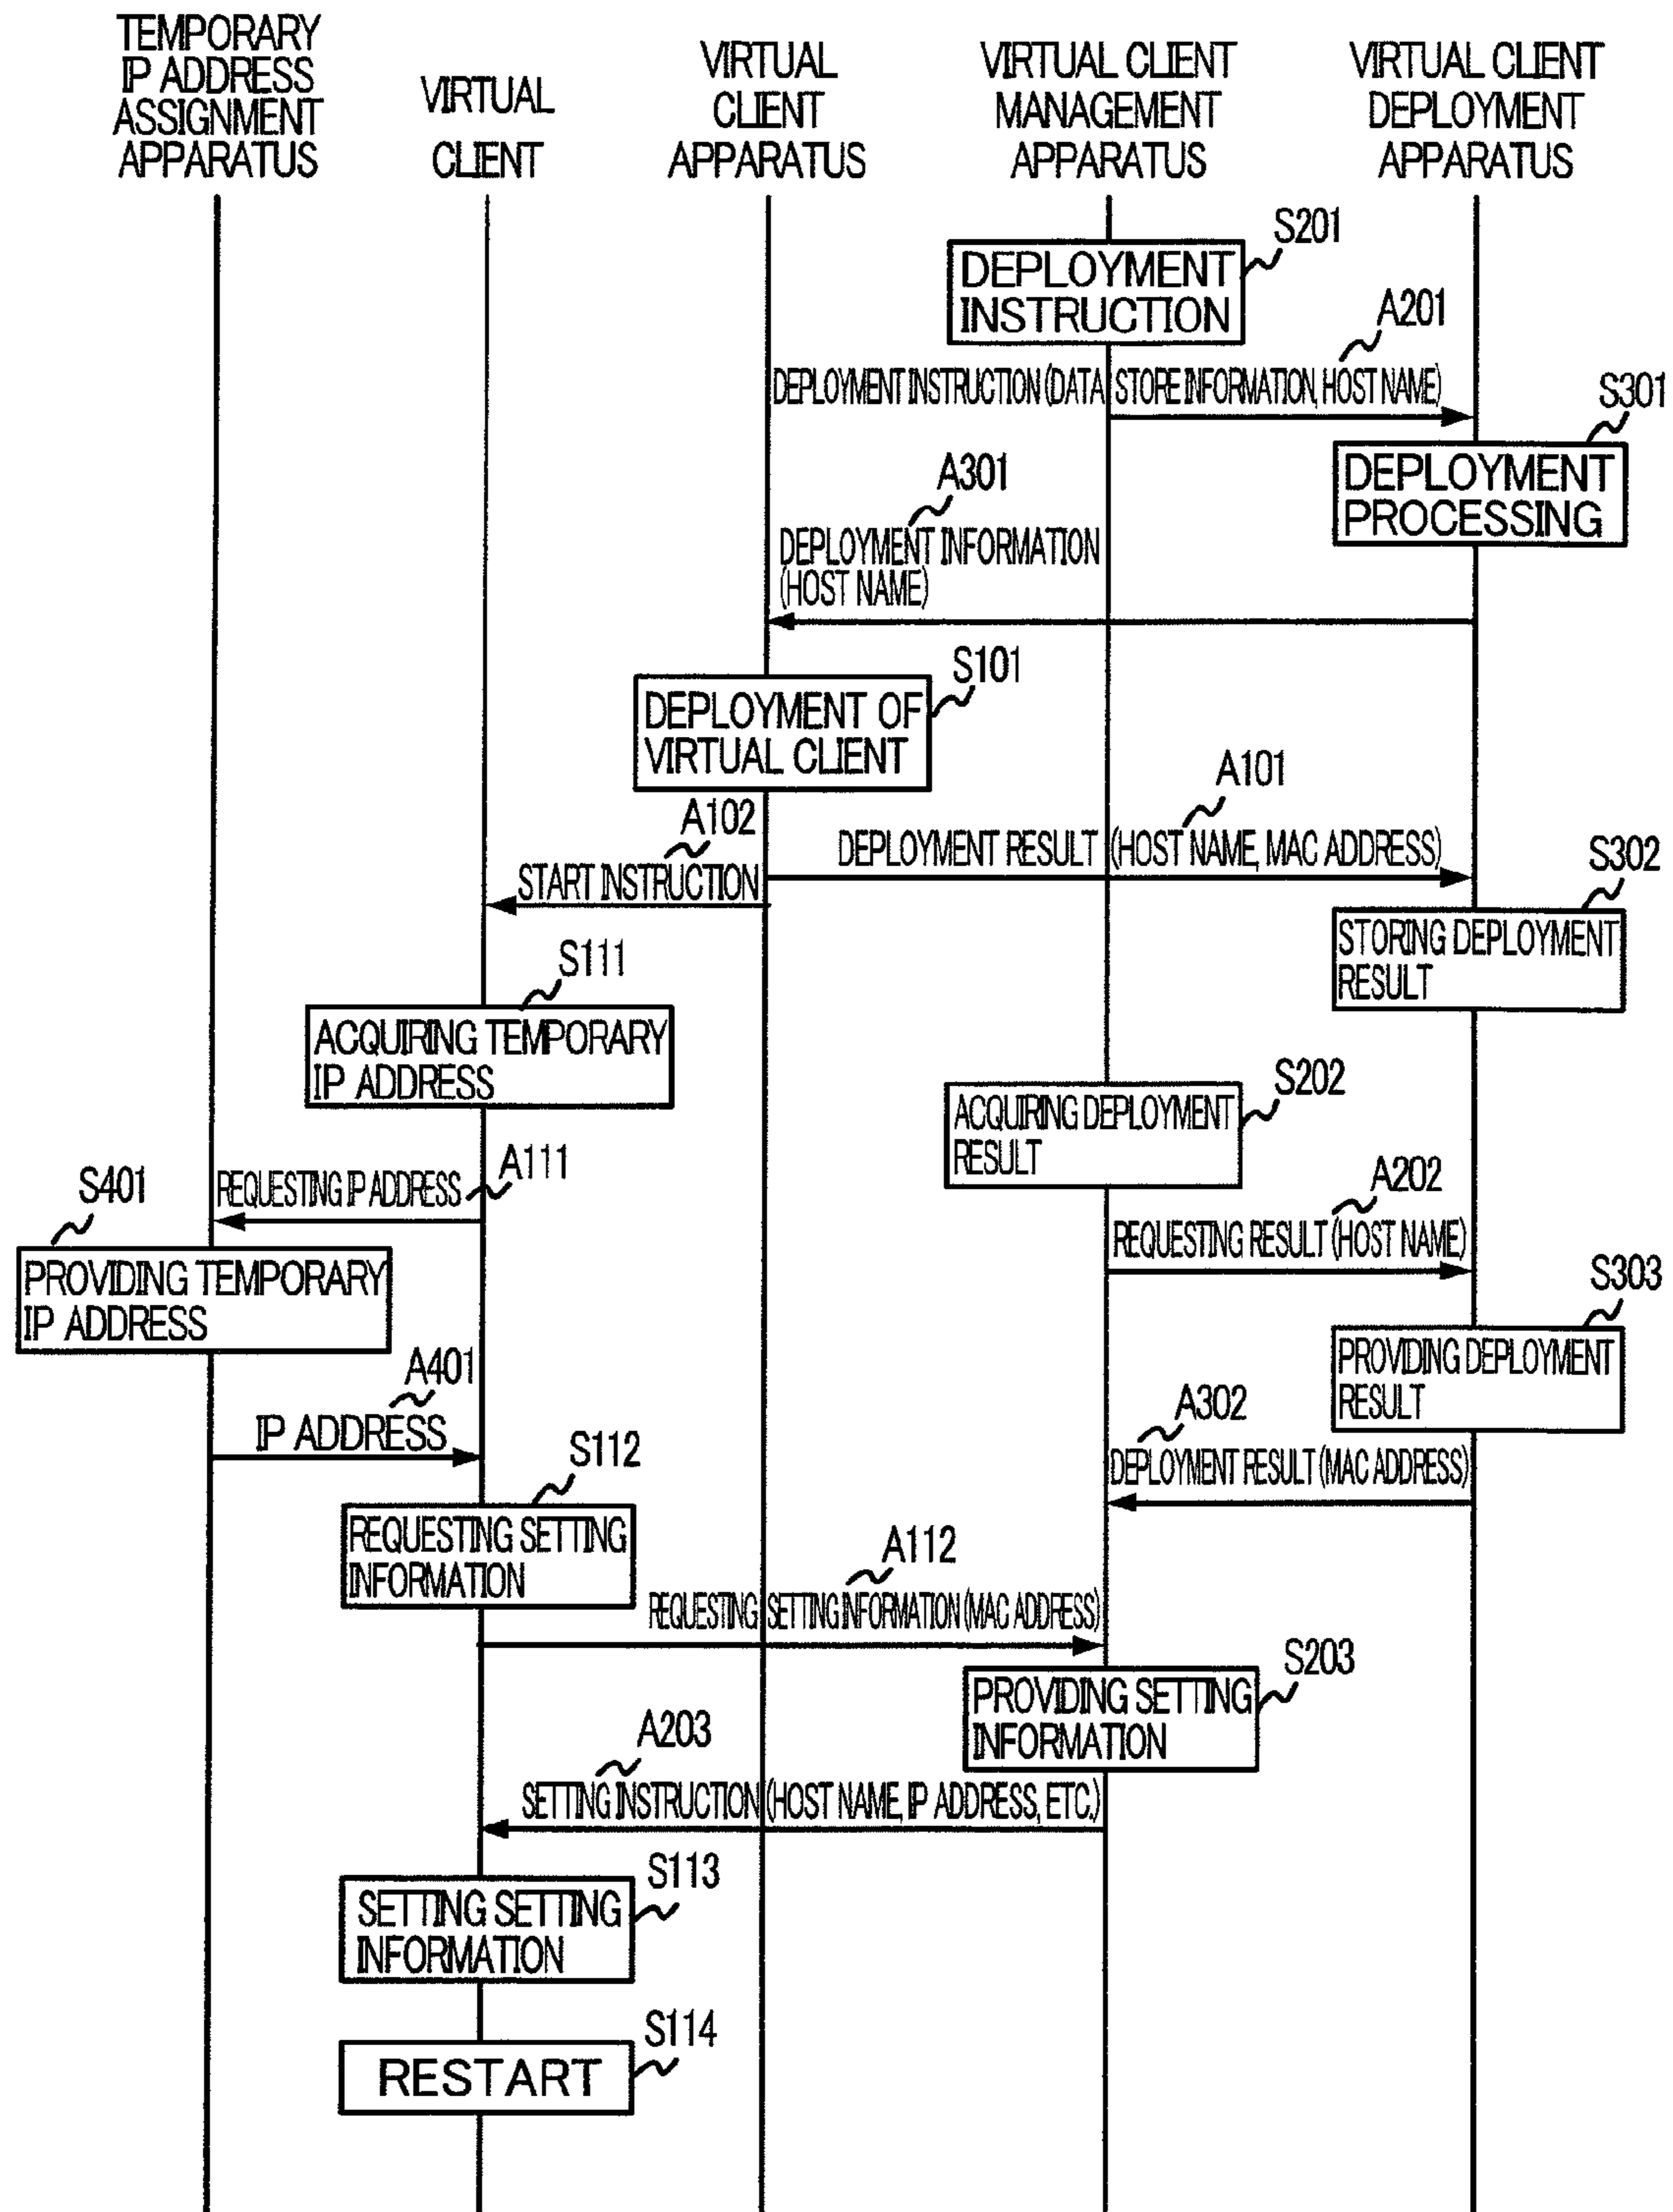 TEMPORARY
IP ADDRESS
ASSIGNMENT
APPARATUS
VIRTUAL
CLIENT
VIRTUAL
CLIENT
APPARATUS
VIRTUAL CLIENT
MANAGEMENT
APPARATUS
VIRTUAL CLIENT
DEPLOYMENT
APPARATUS
S201
DEPLOYMENT
INSTRUCTION
A201
DEPLOYMENT INSTRUCTION (DATA STORE INFORMATION, HOST NAME)
S301
DEPLOYMENT
PROCESSING
A301
DEPLOYMENT INFORMATION
(HOST NAME)
S101
DEPLOYMENT OF
VIRTUAL CLIENT
A101
A102
DEPLOYMENT RESULT (HOST NAME, MAC ADDRESS)
START INSTRUCTION
S302
STORING DEPLOYMENT
RESULT
S111
ACQUIRING TEMPORARY
IP ADDRESS
S202
ACQUIRING DEPLOYMENT
RESULT
A111
REQUESTING IP ADDRESS
S401
PROVIDING TEMPORARY
IP ADDRESS
A202
REQUESTING RESULT (HOST NAME)
S303
PROVIDING DEPLOYMENT
RESULT
A401
IP ADDRESS
A302
DEPLOYMENT RESULT (MAC ADDRESS)
S112
REQUESTING SETTING
INFORMATION
A112
REQUESTING SETTING INFORMATION (MAC ADDRESS)
S203
PROVIDING SETTING
INFORMATION
A203
SETTING INSTRUCTION (HOST NAME, IP ADDRESS, ETC.)
S113
SETTING SETTING
INFORMATION
S114
RESTART